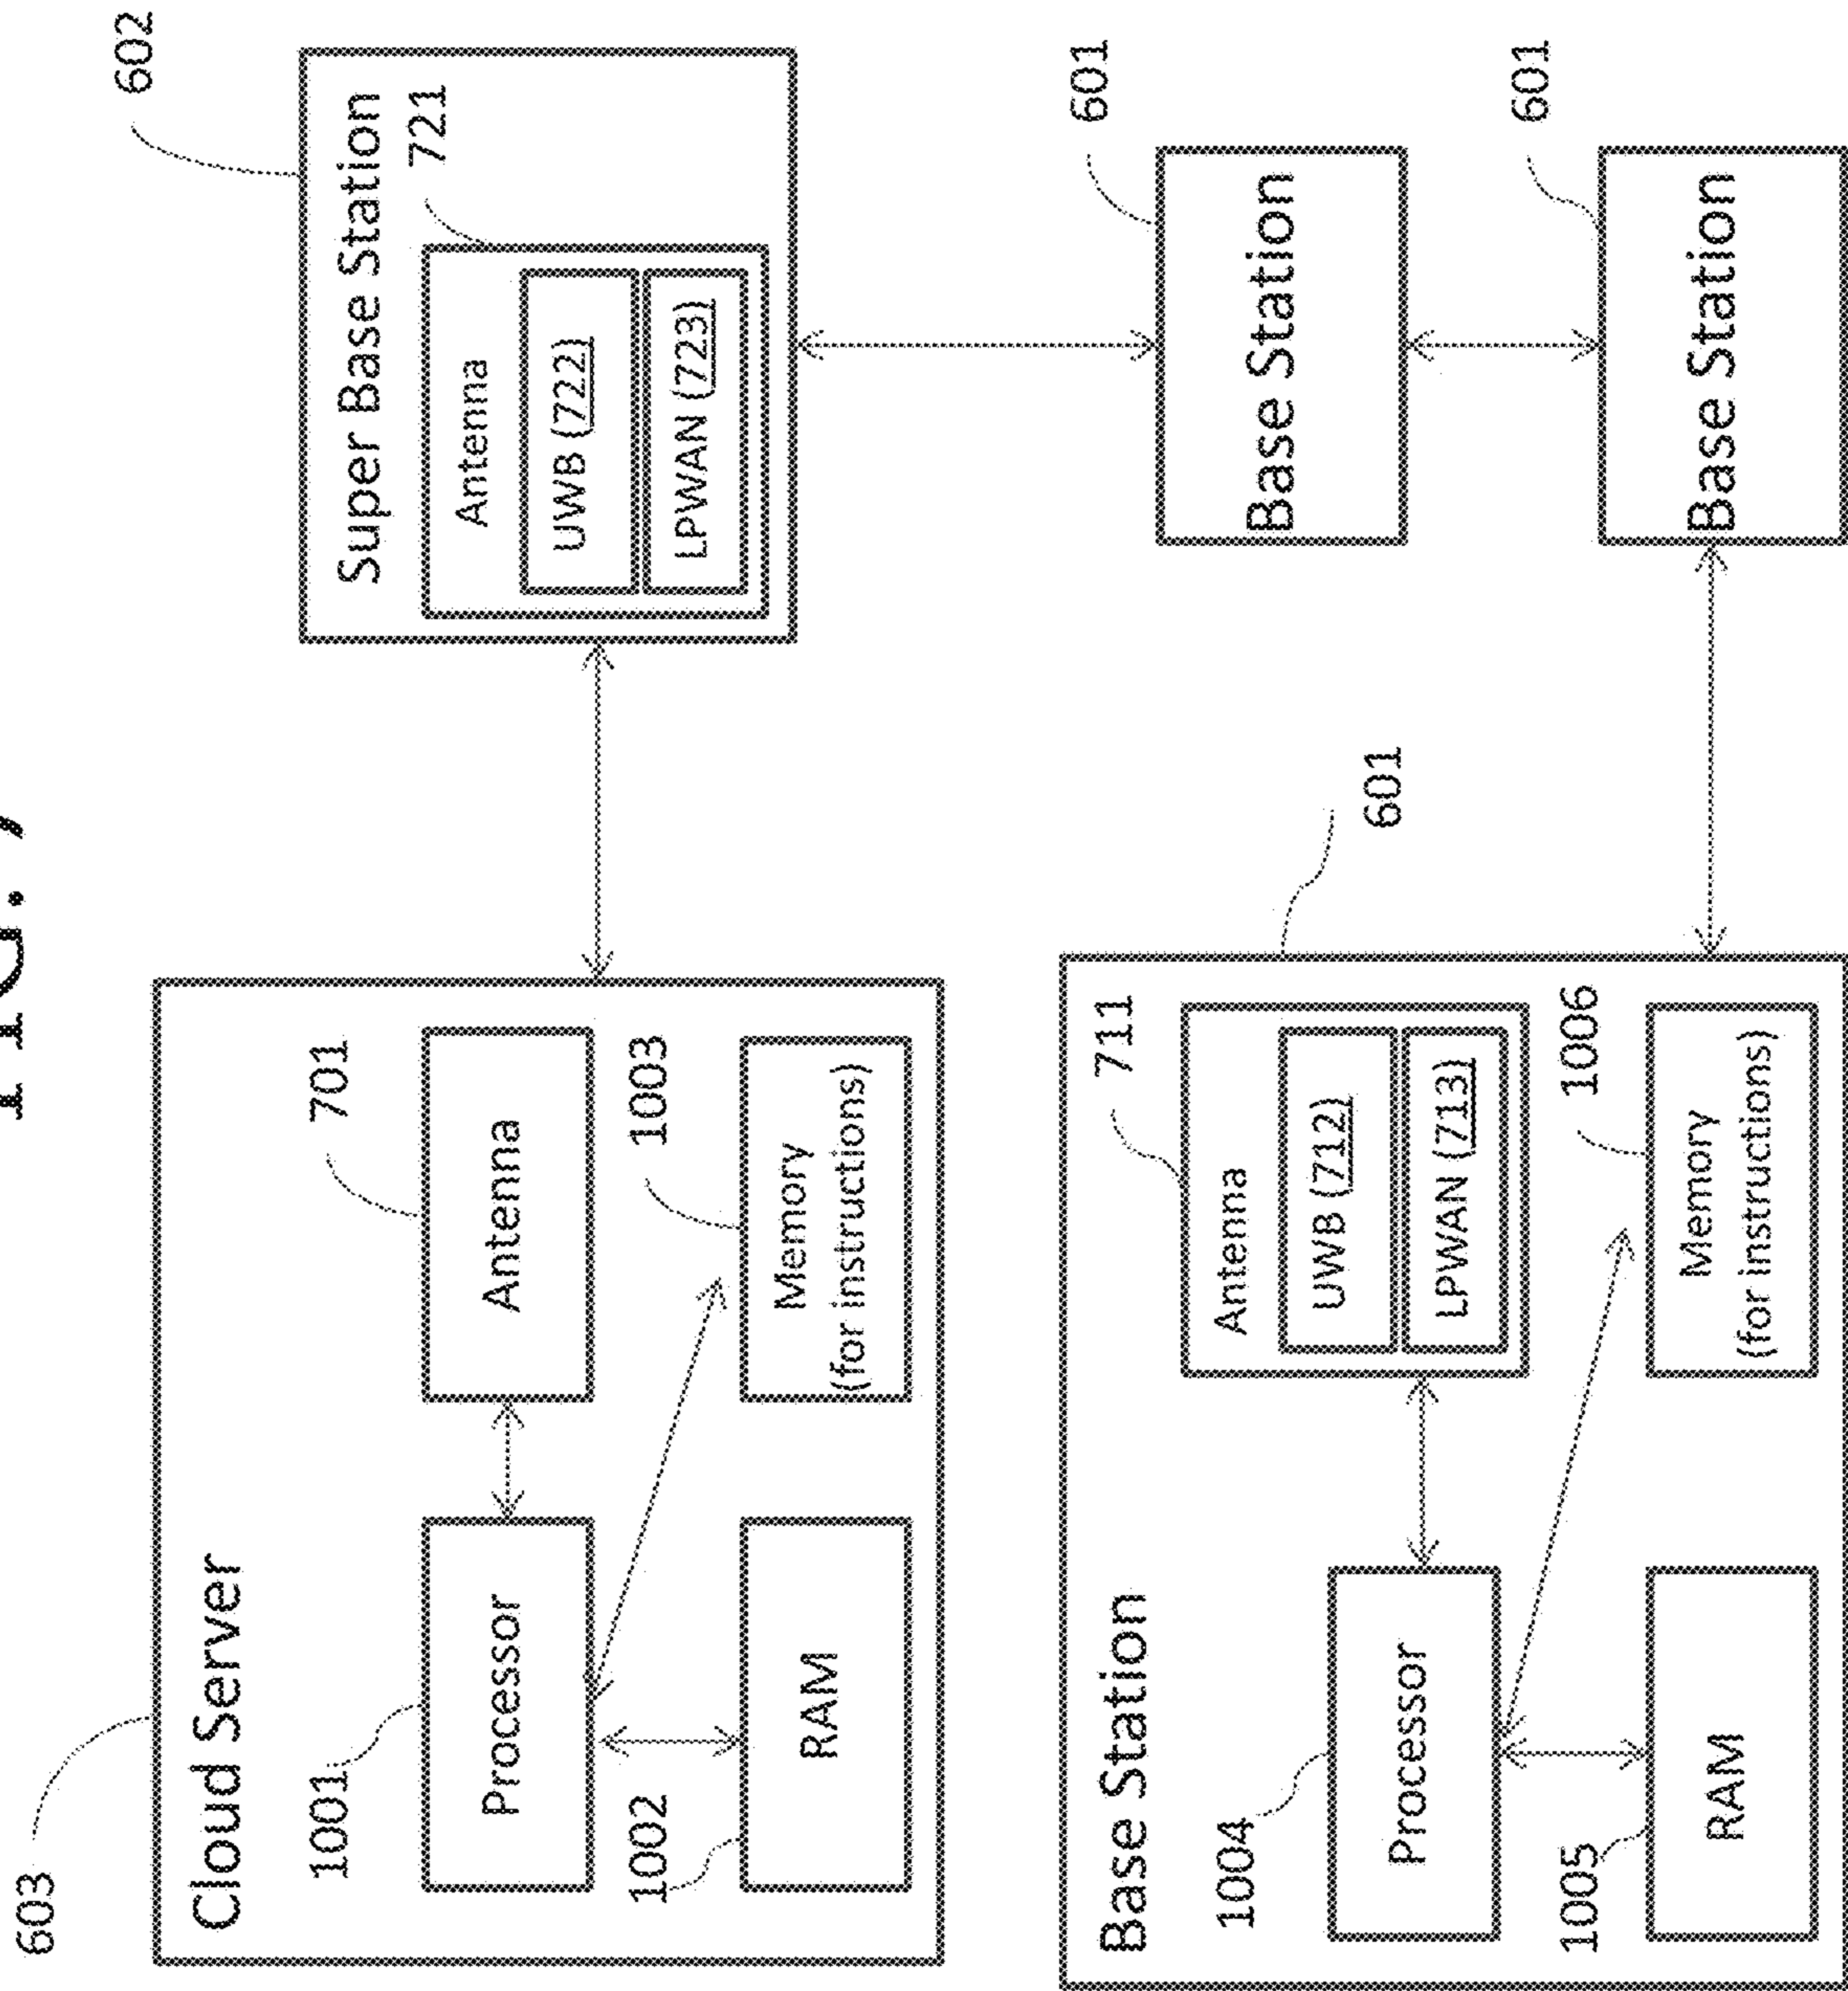 FIG. 7
603
Cloud Server
1001
Processor
701
Antenna
1002
RAM
1003
Memory
(for instructions)
602
Super Base Station
721
Antenna
UWB (722)
LPWAN (723)
601
Base Station
1004
Processor
711
Antenna
UWB (712)
LPWAN (713)
1005
RAM
1006
Memory
(for instructions)
601
Base Station
601
Base Station